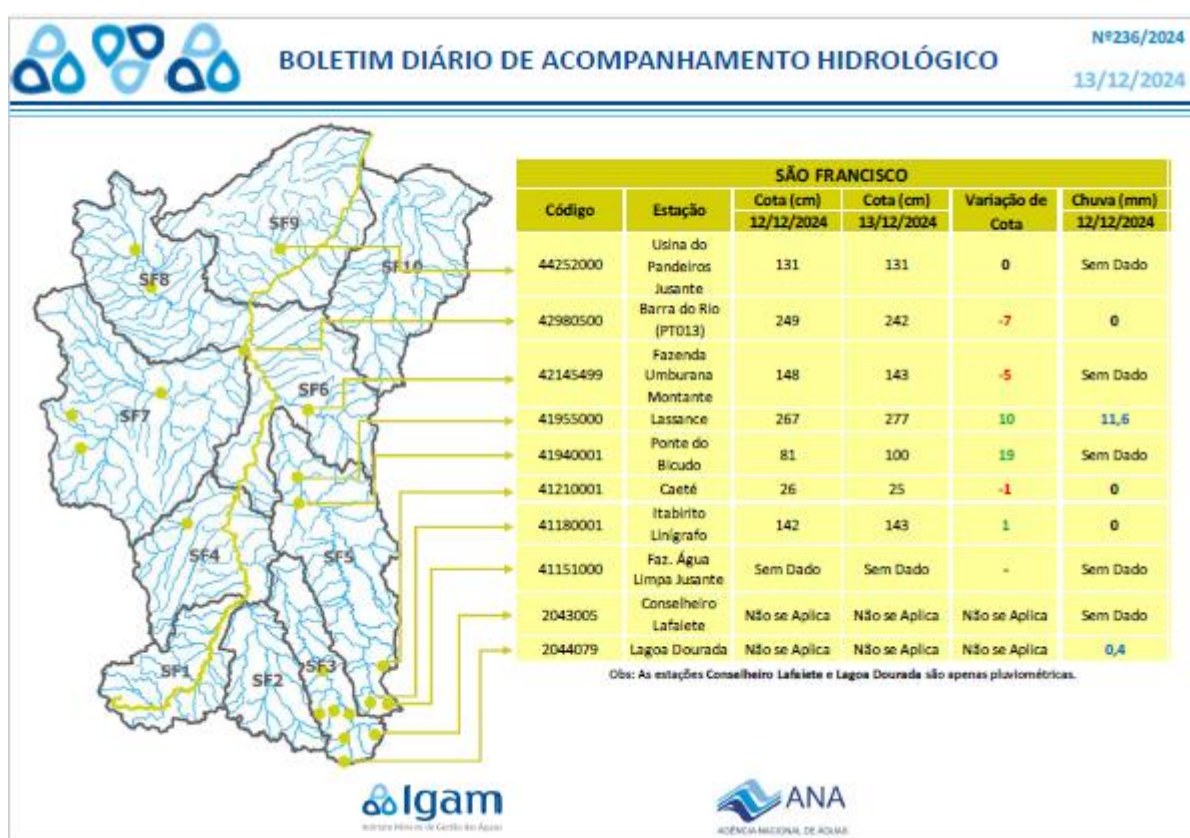 BOLETIM DIÁRIO DE ACOMPANHAMENTO HIDROLÓGICO
Nº236/2024
13/12/2024
SF9
SF10
SF8
SF6
SF7
SF4
SF5
SF3
SF1
SF2
SÃO FRANCISCO
Código Estação Cota (cm) Cota (cm) Variação de Cota Chuva (mm)
12/12/2024 13/12/2024 12/12/2024
44252000 Usina do Pandeiros Jusante 131 131 0 Sem Dado
42980500 Barra do Rio (PT013) 249 242 -7 0
42145499 Fazenda Umburana Montante 148 143 -5 Sem Dado
41955000 Lassance 267 277 10 11,6
41940001 Ponte do Bicudo 81 100 19 Sem Dado
41210001 Caeté 26 25 -1 0
41180001 Itabirito Linígrafo 142 143 1 0
41151000 Faz. Água Limpa Jusante Sem Dado Sem Dado - Sem Dado
2043005 Conselheiro Lafaiete Não se Aplica Não se Aplica Não se Aplica Sem Dado
2044079 Lagoa Dourada Não se Aplica Não se Aplica Não se Aplica 0,4
Obs: As estações Conselheiro Lafaiete e Lagoa Dourada são apenas pluviométricas.
Igam
Instituto Mineiro de Gestão das Águas
ANA
AGÊNCIA NACIONAL DE ÁGUAS